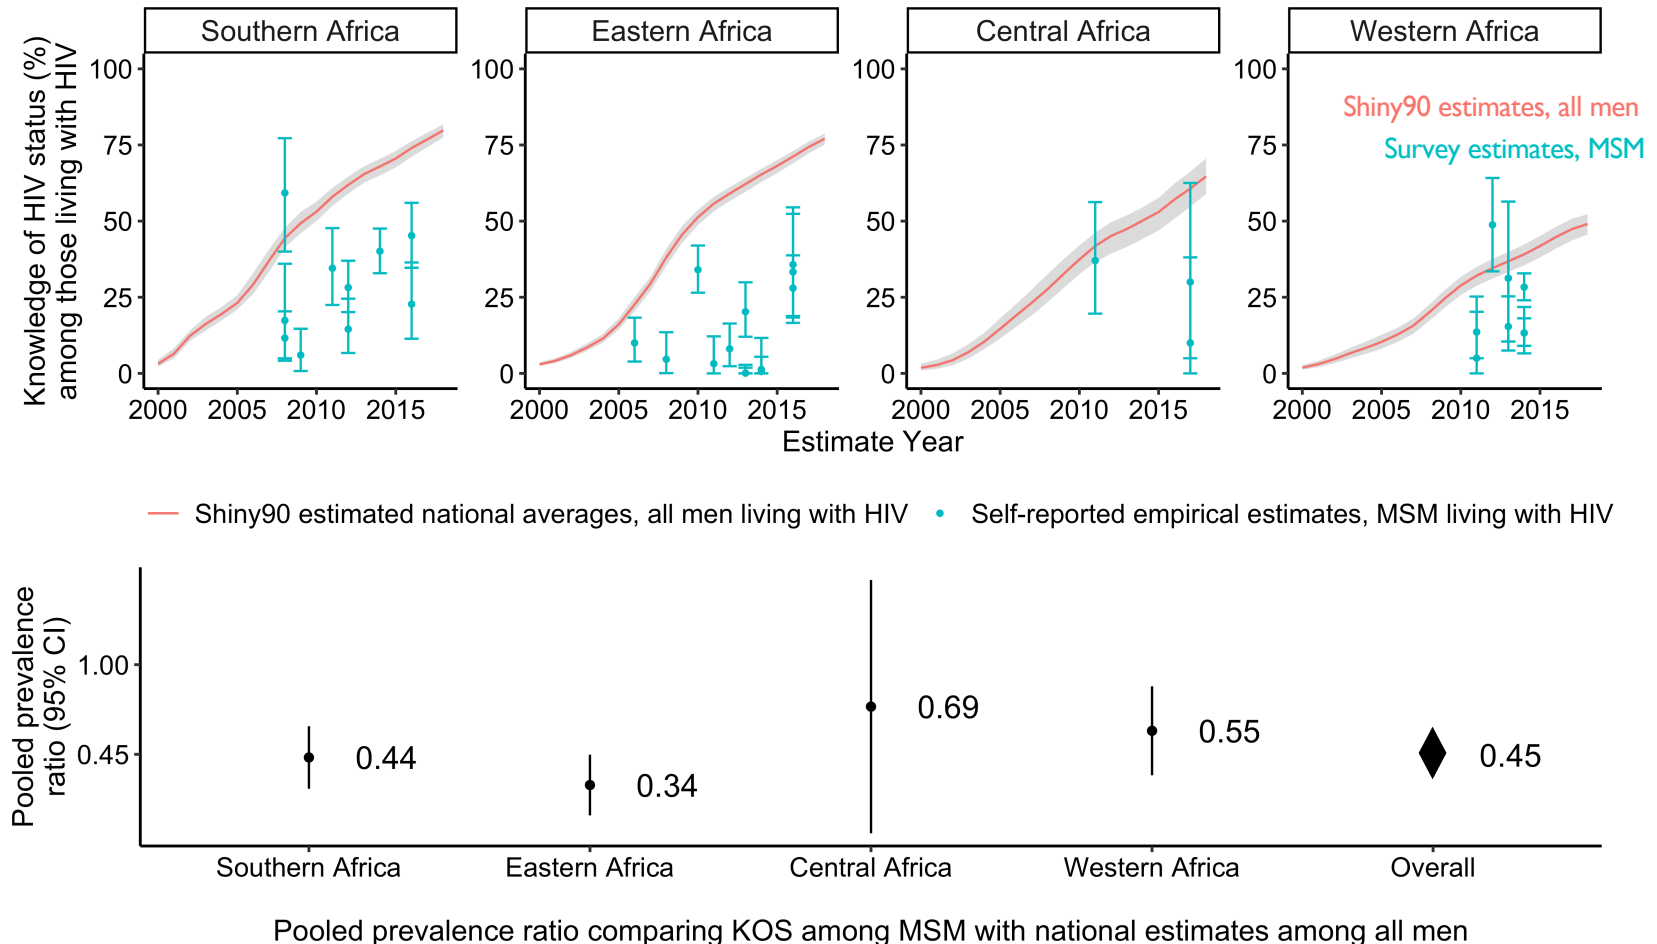 Southern Africa
Eastern Africa
Central Africa
Western Africa
Knowledge of HIV status (%)
among those living with HIV
100
75
50
25
0
2000 2005 2010 2015
100
75
50
25
0
2000 2005 2010 2015
100
75
50
25
0
2000 2005 2010 2015
100
75
50
25
0
2000 2005 2010 2015
Shiny90 estimates, all men
Survey estimates, MSM
Estimate Year
Shiny90 estimated national averages, all men living with HIV
Self-reported empirical estimates, MSM living with HIV
Pooled prevalence
ratio (95% CI)
1.00
0.45
0.44
0.34
0.69
0.55
0.45
Southern Africa
Eastern Africa
Central Africa
Western Africa
Overall
Pooled prevalence ratio comparing KOS among MSM with national estimates among all men